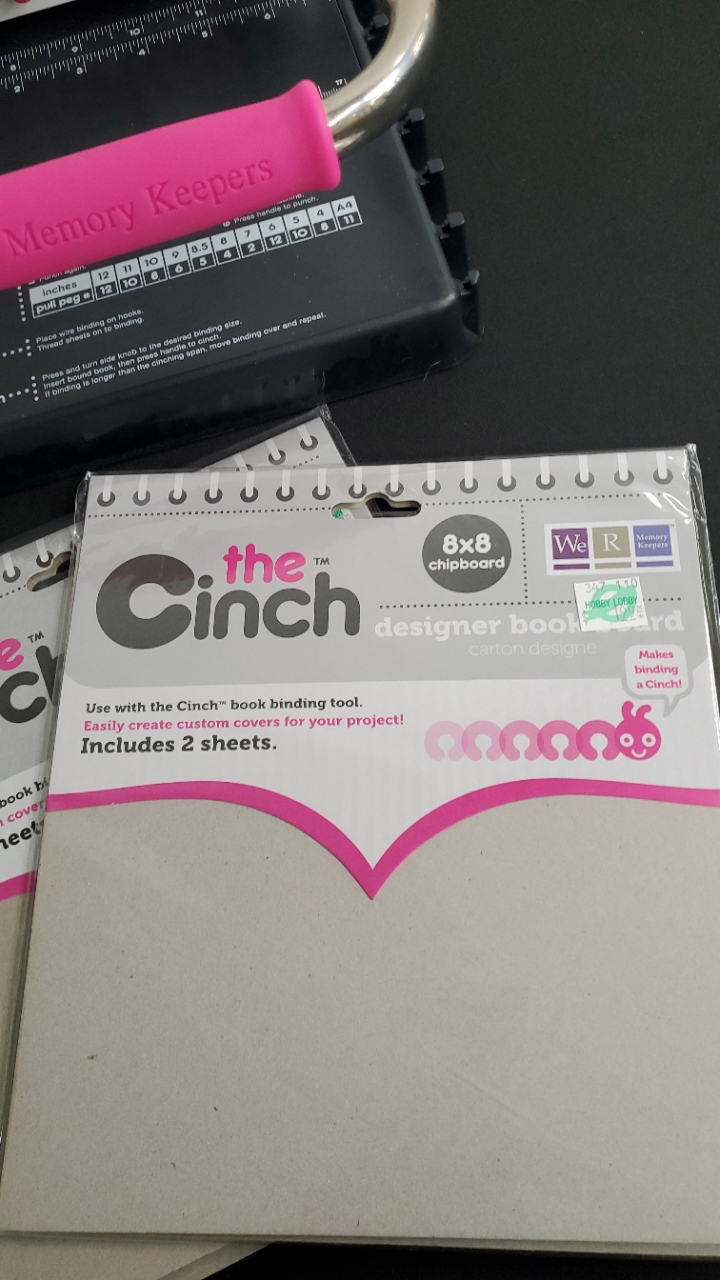 Memory Keepers
Press handle to punch.
inches 12 11 10 9 8.5 8 7 6 5 4 A4
pull peg # 12 10 8 6 5 4 2 12 10 8 11
Place wire binding on hooks.
Thread sheets on to binding.
Press and turn side knob to the desired binding size.
Insert bound book, then press handle to cinch.
If binding is longer than the cinching span, move binding over and repeat.
the Cinch™
8x8
chipboard
We R Memory Keepers
HOBBY LOBBY
designer book board
carton designe
Makes
binding
a Cinch!
Use with the Cinch™ book binding tool.
Easily create custom covers for your project!
Includes 2 sheets.